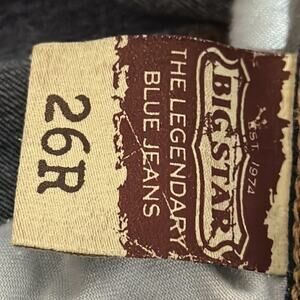 BIG STAR
EST. 1974
THE LEGENDARY
BLUE JEANS
26R